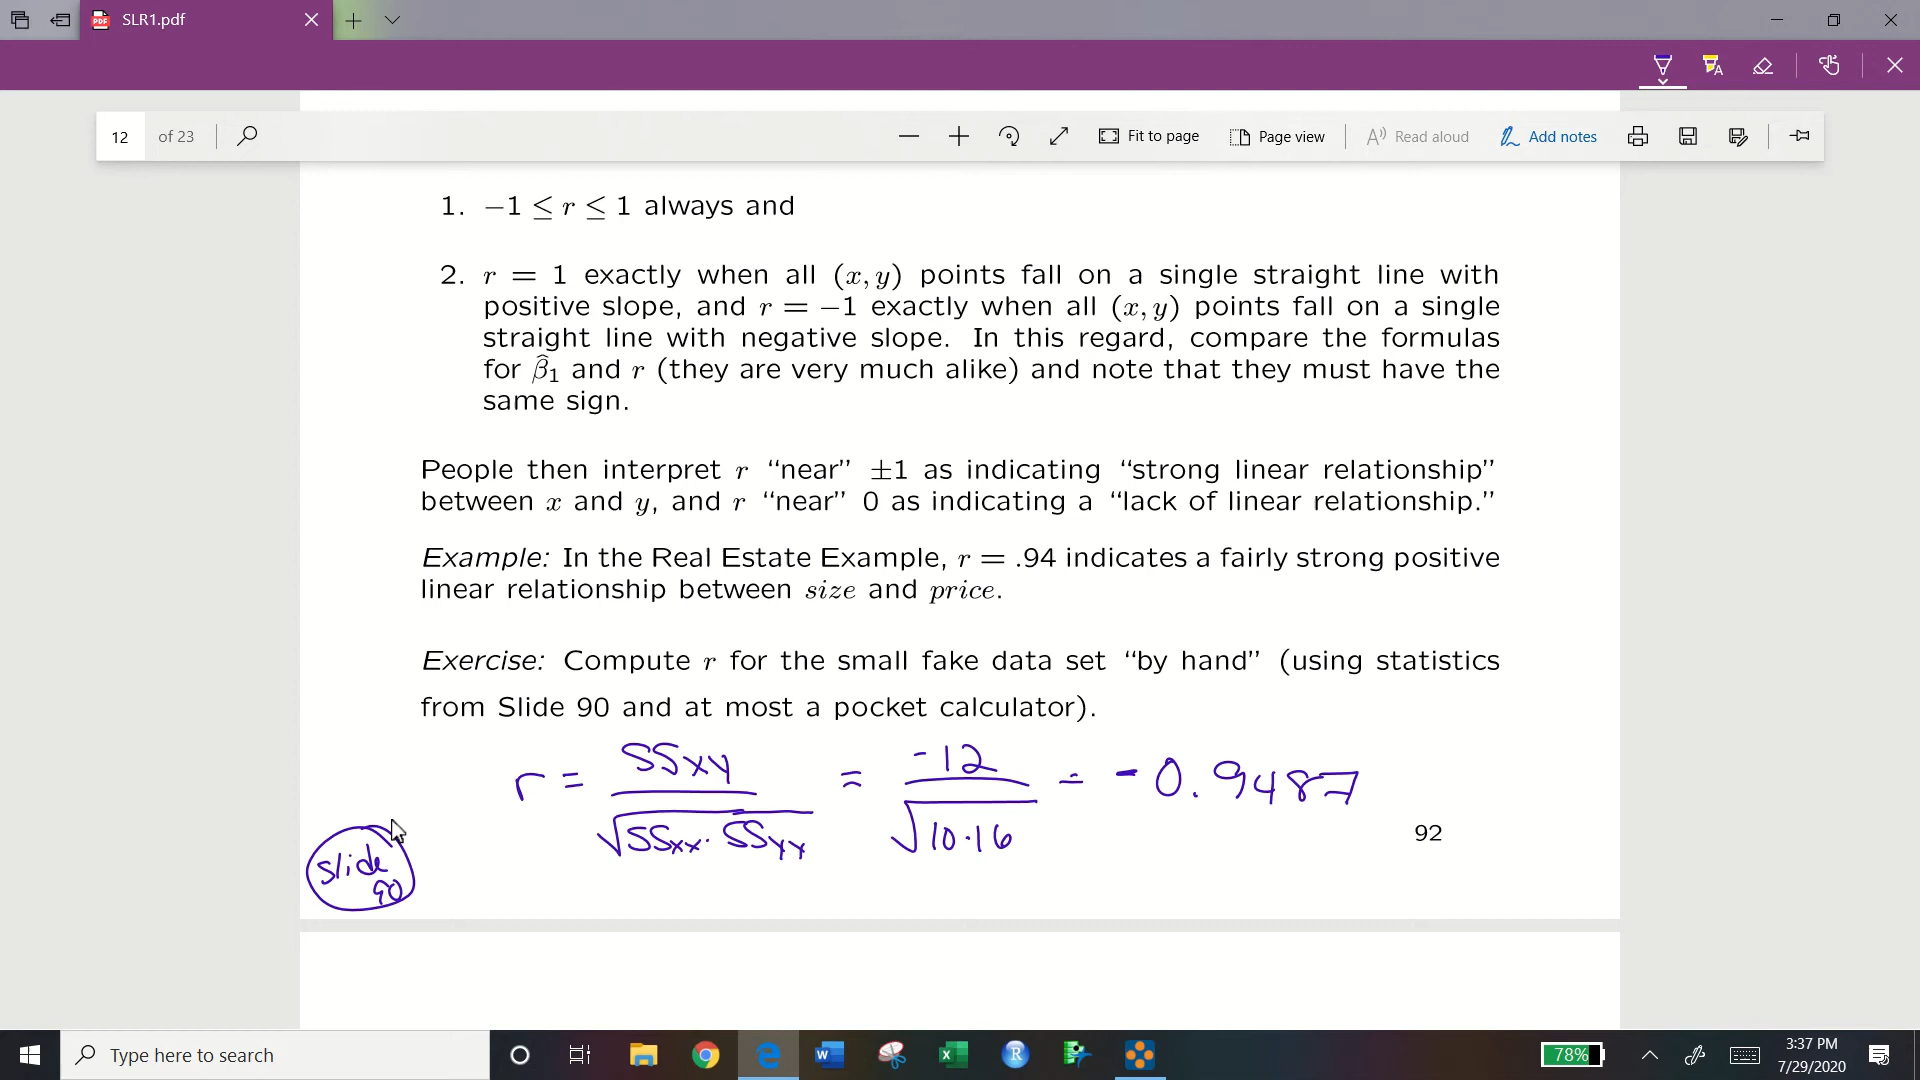 SLR1.pdf
12 of 23
Fit to page
Page view
Read aloud
Add notes
1. −1 ≤ r ≤ 1 always and
2. r = 1 exactly when all (x, y) points fall on a single straight line with
positive slope, and r = −1 exactly when all (x, y) points fall on a single
straight line with negative slope. In this regard, compare the formulas
for β̂₁ and r (they are very much alike) and note that they must have the
same sign.
People then interpret r “near” ±1 as indicating “strong linear relationship”
between x and y, and r “near” 0 as indicating a “lack of linear relationship.”
Example: In the Real Estate Example, r = .94 indicates a fairly strong positive
linear relationship between size and price.
Exercise: Compute r for the small fake data set “by hand” (using statistics
from Slide 90 and at most a pocket calculator).
r = SSxy / √(SSxx · SSyy) = -12 / √(10·16) = -0.9487
slide
90
92
Type here to search
78%
3:37 PM
7/29/2020